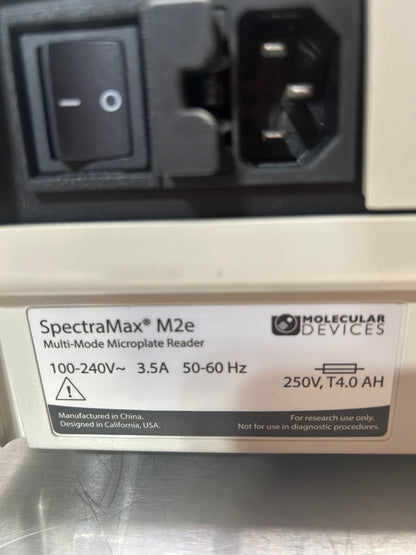 SpectraMax® M2e
Multi-Mode Microplate Reader
MOLECULAR
DEVICES
100-240V~ 3.5A 50-60 Hz
250V, T4.0 AH
Manufactured in China.
Designed in California, USA.
For research use only.
Not for use in diagnostic procedures.